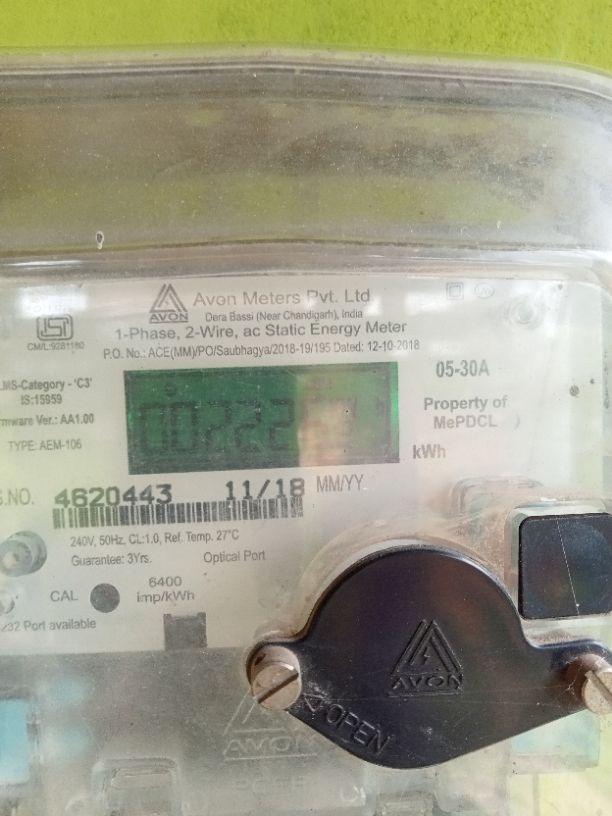 AVON
Avon Meters Pvt. Ltd.
Dera Bassi (Near Chandigarh), India
1-Phase, 2-Wire, ac Static Energy Meter
CM/L:9281180
P.O. No.: ACE(MM)/PO/Saubhagya/2018-19/195 Dated: 12-10-2018
LMS-Category - 'C3'
IS:15959
rmware Ver.: AA1.00
TYPE: AEM-106
05-30A
Property of
MePDCL
kWh
S.NO. 4620443 11/18 MM/YY
240V, 50Hz, CL:1.0, Ref. Temp. 27°C
Guarantee: 3Yrs. Optical Port
CAL 6400
imp/kWh
232 Port available
AVON
OPEN
AVON